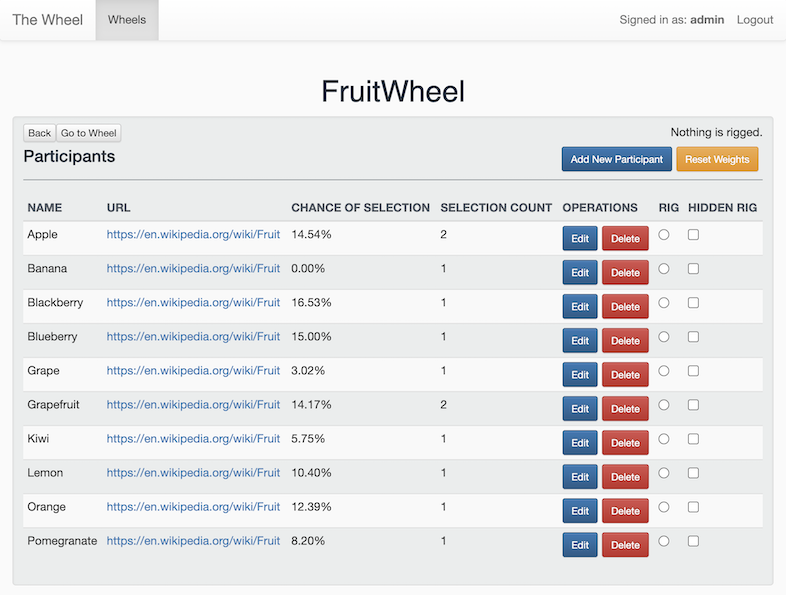 The Wheel Wheels Signed in as: admin Logout
FruitWheel
Back Go to Wheel Nothing is rigged.
Participants Add New Participant Reset Weights
NAME URL CHANCE OF SELECTION SELECTION COUNT OPERATIONS RIG HIDDEN RIG
Apple https://en.wikipedia.org/wiki/Fruit 14.54% 2 Edit Delete
Banana https://en.wikipedia.org/wiki/Fruit 0.00% 1 Edit Delete
Blackberry https://en.wikipedia.org/wiki/Fruit 16.53% 1 Edit Delete
Blueberry https://en.wikipedia.org/wiki/Fruit 15.00% 1 Edit Delete
Grape https://en.wikipedia.org/wiki/Fruit 3.02% 1 Edit Delete
Grapefruit https://en.wikipedia.org/wiki/Fruit 14.17% 2 Edit Delete
Kiwi https://en.wikipedia.org/wiki/Fruit 5.75% 1 Edit Delete
Lemon https://en.wikipedia.org/wiki/Fruit 10.40% 1 Edit Delete
Orange https://en.wikipedia.org/wiki/Fruit 12.39% 1 Edit Delete
Pomegranate https://en.wikipedia.org/wiki/Fruit 8.20% 1 Edit Delete